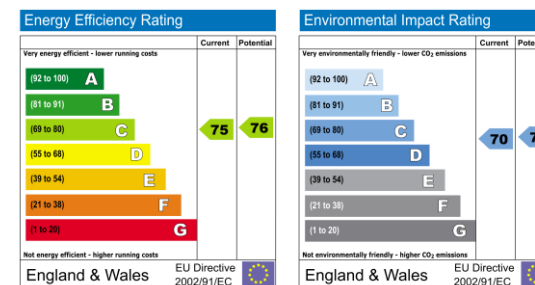 Energy Efficiency Rating
Current Potential
Very energy efficient - lower running costs
(92 to 100) A
(81 to 91) B
(69 to 80) C
75 76
(55 to 68) D
(39 to 54) E
(21 to 38) F
(1 to 20) G
Not energy efficient - higher running costs
England & Wales
EU Directive
2002/91/EC
Environmental Impact Rating
Current Pote
Very environmentally friendly - lower CO₂ emissions
(92 to 100) A
(81 to 91) B
(69 to 80) C
70 7
(55 to 68) D
(39 to 54) E
(21 to 38) F
(1 to 20) G
Not environmentally friendly - higher CO₂ emissions
England & Wales
EU Directive
2002/91/EC